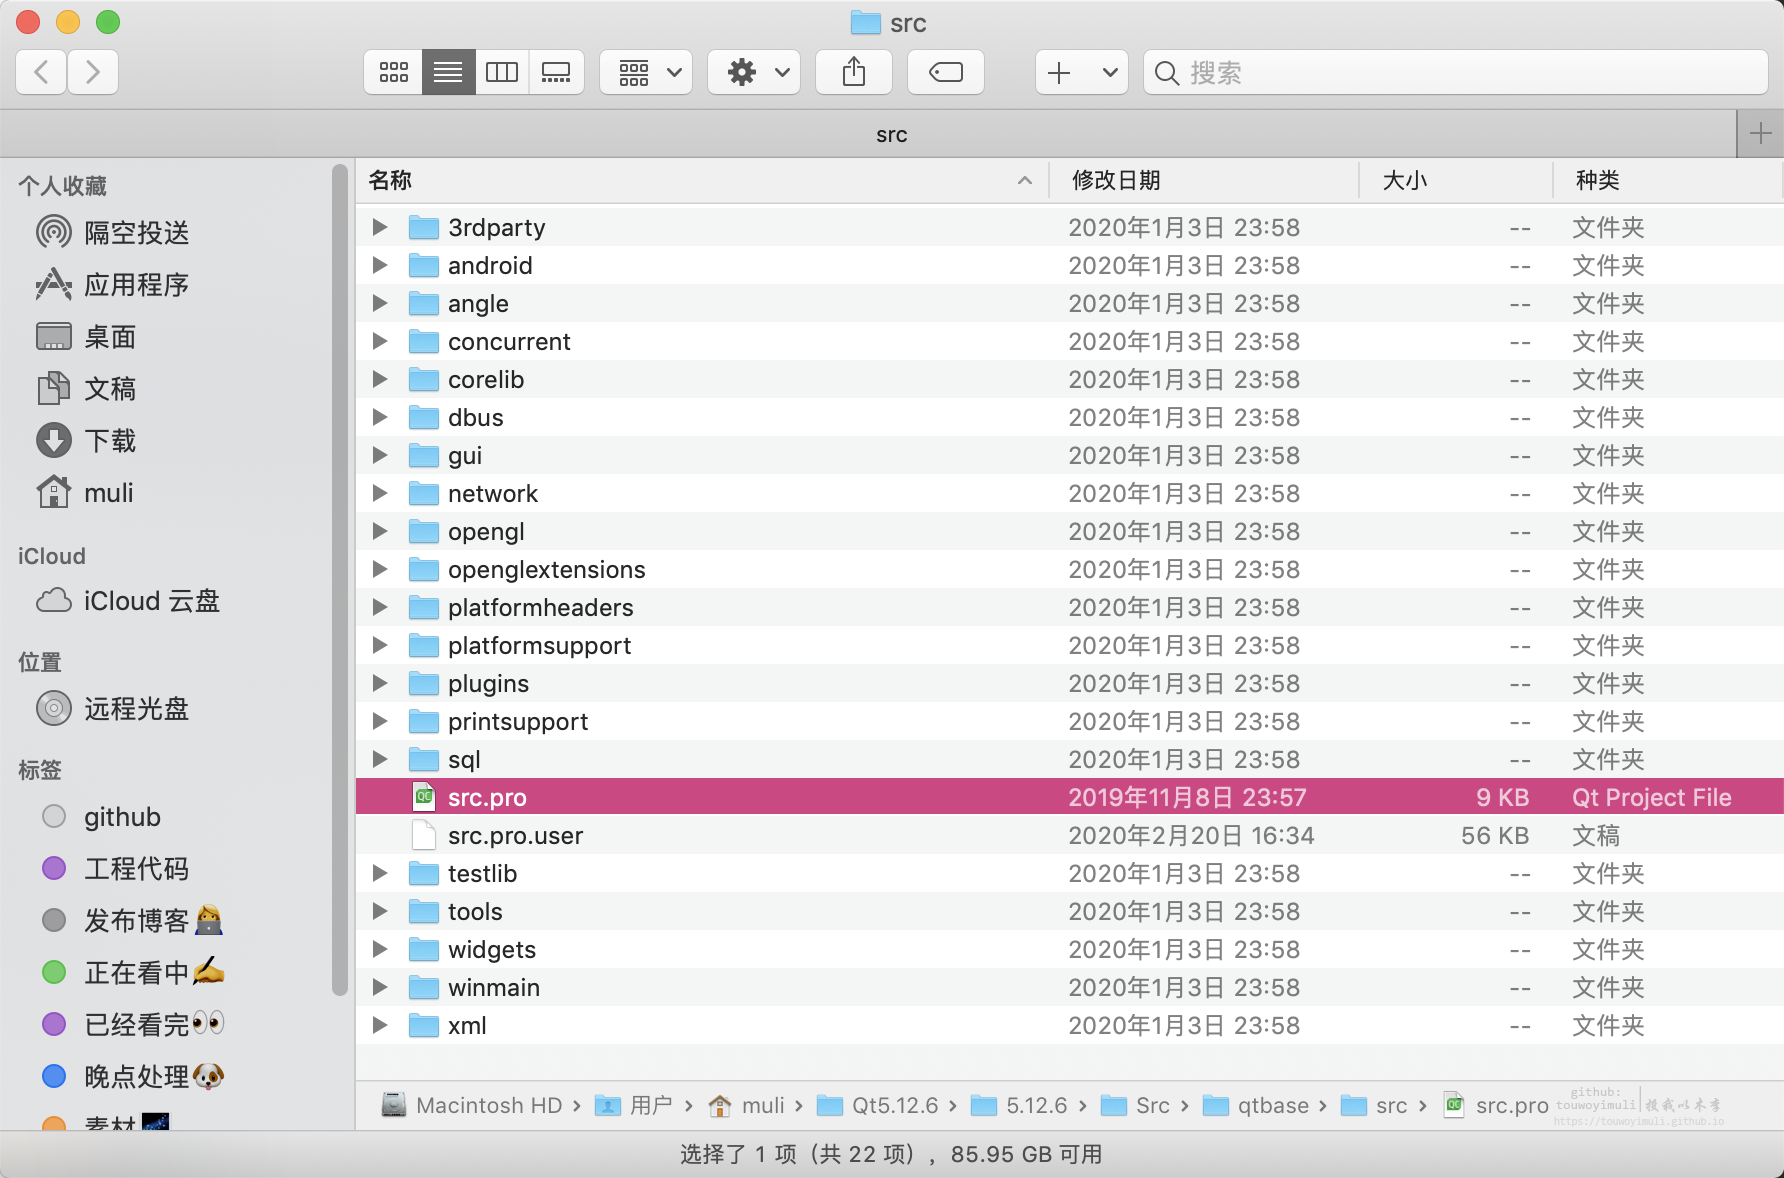 src
搜索
src
个人收藏
隔空投送
应用程序
桌面
文稿
下载
muli
iCloud
iCloud 云盘
位置
远程光盘
标签
github
工程代码
发布博客👩‍💻
正在看中✍️
已经看完👀
晚点处理🐶
素材🌌
名称 修改日期 大小 种类
3rdparty 2020年1月3日 23:58 -- 文件夹
android 2020年1月3日 23:58 -- 文件夹
angle 2020年1月3日 23:58 -- 文件夹
concurrent 2020年1月3日 23:58 -- 文件夹
corelib 2020年1月3日 23:58 -- 文件夹
dbus 2020年1月3日 23:58 -- 文件夹
gui 2020年1月3日 23:58 -- 文件夹
network 2020年1月3日 23:58 -- 文件夹
opengl 2020年1月3日 23:58 -- 文件夹
openglextensions 2020年1月3日 23:58 -- 文件夹
platformheaders 2020年1月3日 23:58 -- 文件夹
platformsupport 2020年1月3日 23:58 -- 文件夹
plugins 2020年1月3日 23:58 -- 文件夹
printsupport 2020年1月3日 23:58 -- 文件夹
sql 2020年1月3日 23:58 -- 文件夹
src.pro 2019年11月8日 23:57 9 KB Qt Project File
src.pro.user 2020年2月20日 16:34 56 KB 文稿
testlib 2020年1月3日 23:58 -- 文件夹
tools 2020年1月3日 23:58 -- 文件夹
widgets 2020年1月3日 23:58 -- 文件夹
winmain 2020年1月3日 23:58 -- 文件夹
xml 2020年1月3日 23:58 -- 文件夹
Macintosh HD › 用户 › muli › Qt5.12.6 › 5.12.6 › Src › qtbase › src › src.pro
github:
touwoyimuli 投我以木李
https://touwoyimuli.github.io
选择了 1 项（共 22 项），85.95 GB 可用